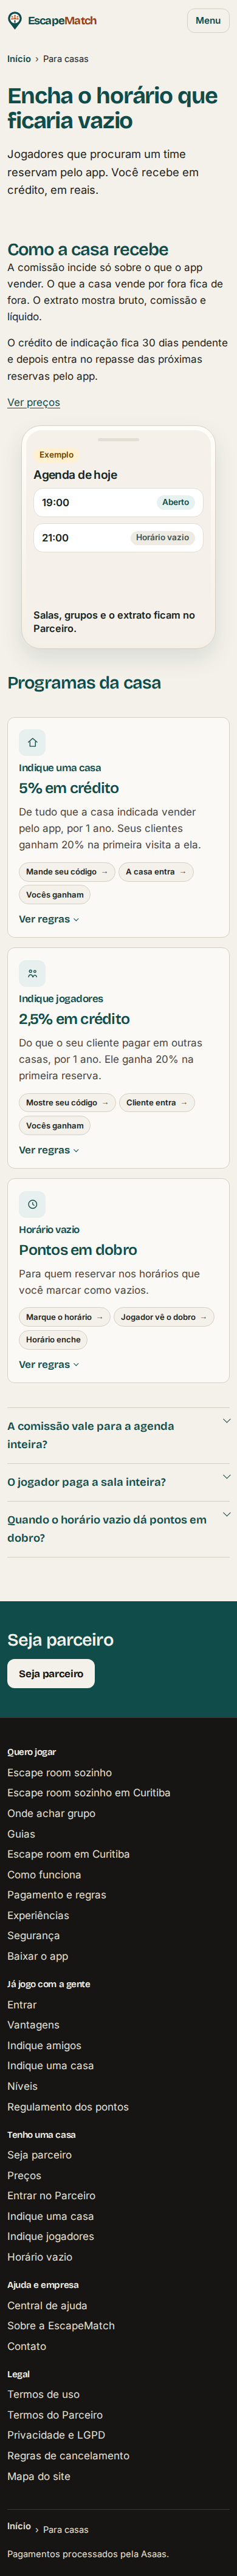 EscapeMatch
Menu
Início › Para casas
Encha o horário que
ficaria vazio
Jogadores que procuram um time
reservam pelo app. Você recebe em
crédito, em reais.
Como a casa recebe
A comissão incide só sobre o que o app
vender. O que a casa vende por fora fica de
fora. O extrato mostra bruto, comissão e
líquido.
O crédito de indicação fica 30 dias pendente
e depois entra no repasse das próximas
reservas pelo app.
Ver preços
Exemplo
Agenda de hoje
19:00 Aberto
21:00 Horário vazio
Salas, grupos e o extrato ficam no
Parceiro.
Programas da casa
Indique uma casa
5% em crédito
De tudo que a casa indicada vender
pelo app, por 1 ano. Seus clientes
ganham 20% na primeira visita a ela.
Mande seu código → A casa entra →
Vocês ganham
Ver regras
Indique jogadores
2,5% em crédito
Do que o seu cliente pagar em outras
casas, por 1 ano. Ele ganha 20% na
primeira reserva.
Mostre seu código → Cliente entra →
Vocês ganham
Ver regras
Horário vazio
Pontos em dobro
Para quem reservar nos horários que
você marcar como vazios.
Marque o horário → Jogador vê o dobro →
Horário enche
Ver regras
A comissão vale para a agenda
inteira?
O jogador paga a sala inteira?
Quando o horário vazio dá pontos em
dobro?
Seja parceiro
Seja parceiro
Quero jogar
Escape room sozinho
Escape room sozinho em Curitiba
Onde achar grupo
Guias
Escape room em Curitiba
Como funciona
Pagamento e regras
Experiências
Segurança
Baixar o app
Já jogo com a gente
Entrar
Vantagens
Indique amigos
Indique uma casa
Níveis
Regulamento dos pontos
Tenho uma casa
Seja parceiro
Preços
Entrar no Parceiro
Indique uma casa
Indique jogadores
Horário vazio
Ajuda e empresa
Central de ajuda
Sobre a EscapeMatch
Contato
Legal
Termos de uso
Termos do Parceiro
Privacidade e LGPD
Regras de cancelamento
Mapa do site
Início › Para casas
Pagamentos processados pela Asaas.